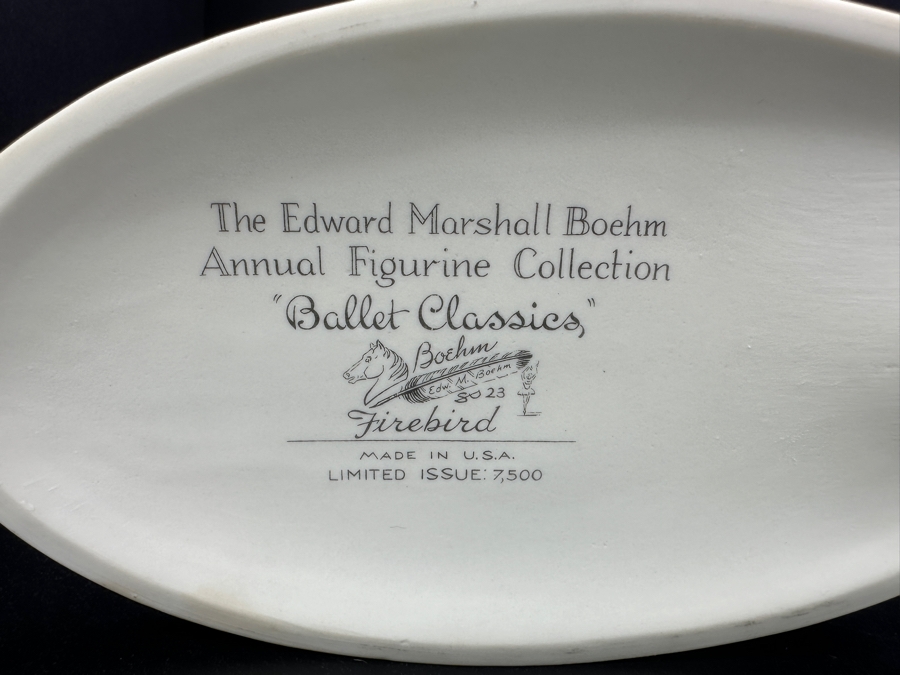 The Edward Marshall Boehm
Annual Figurine Collection
"Ballet Classics,"
Boehm
Edw. M. Boehm
23
Firebird
MADE IN U.S.A.
LIMITED ISSUE: 7,500